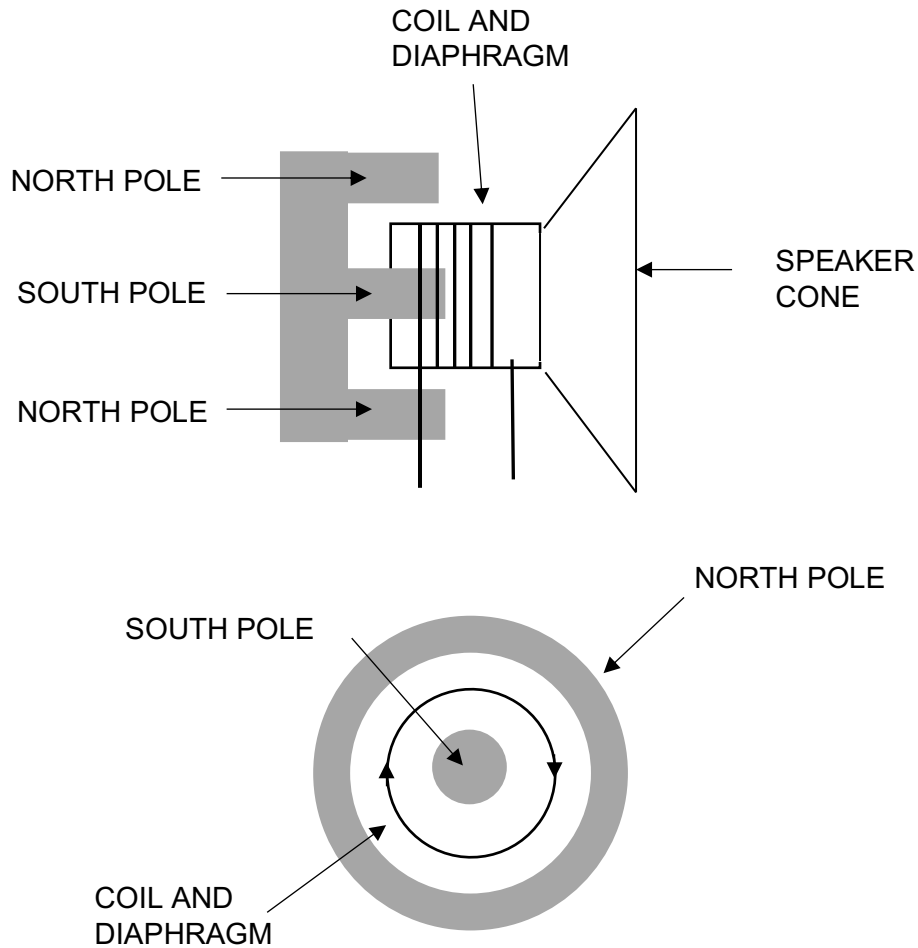 COIL AND
DIAPHRAGM
NORTH POLE
SOUTH POLE
SPEAKER
CONE
NORTH POLE
NORTH POLE
SOUTH POLE
COIL AND
DIAPHRAGM